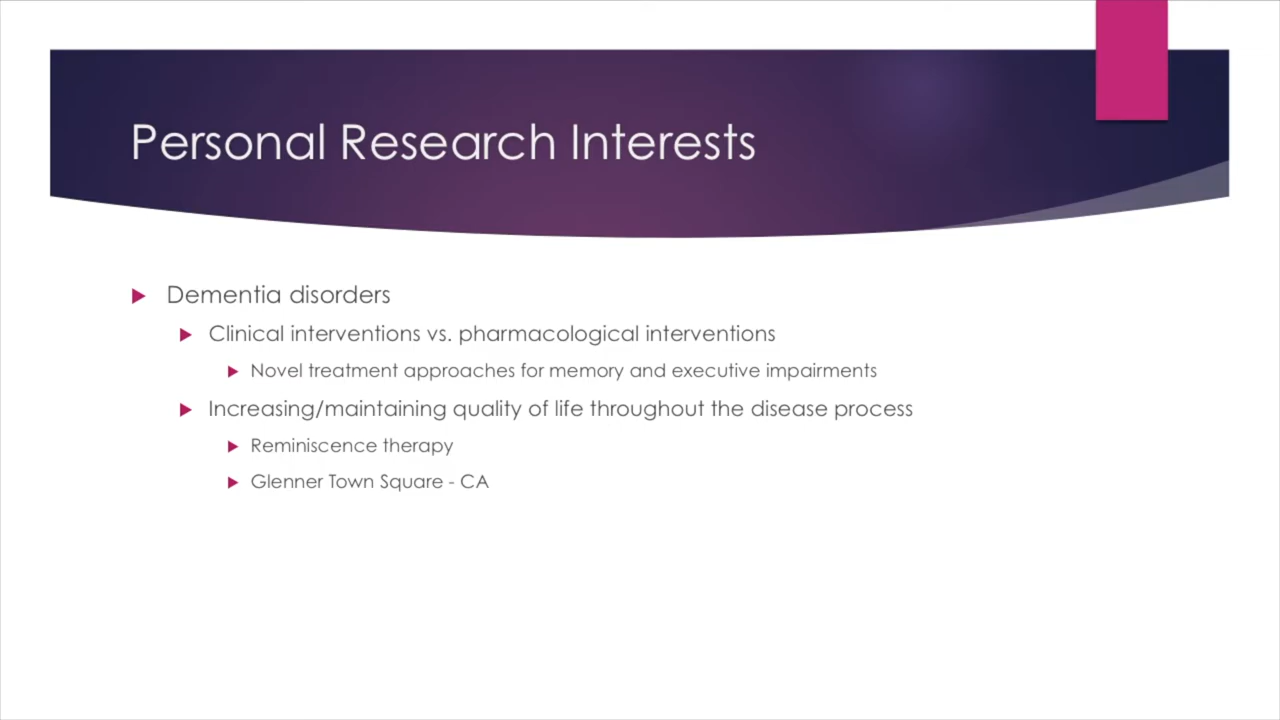 Personal Research Interests
Dementia disorders
Clinical interventions vs. pharmacological interventions
Novel treatment approaches for memory and executive impairments
Increasing/maintaining quality of life throughout the disease process
Reminiscence therapy
Glenner Town Square - CA